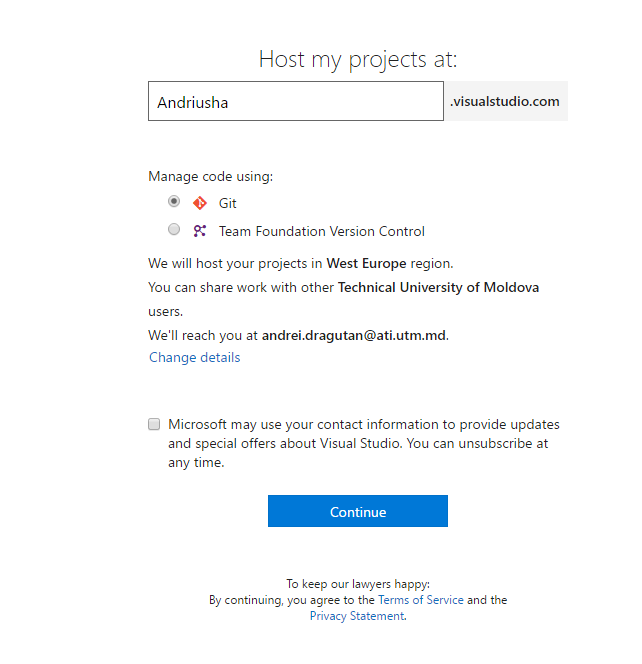 Host my projects at:
Andriusha .visualstudio.com
Manage code using:
Git
Team Foundation Version Control
We will host your projects in West Europe region.
You can share work with other Technical University of Moldova
users.
We'll reach you at andrei.dragutan@ati.utm.md.
Change details
Microsoft may use your contact information to provide updates
and special offers about Visual Studio. You can unsubscribe at
any time.
Continue
To keep our lawyers happy:
By continuing, you agree to the Terms of Service and the
Privacy Statement.